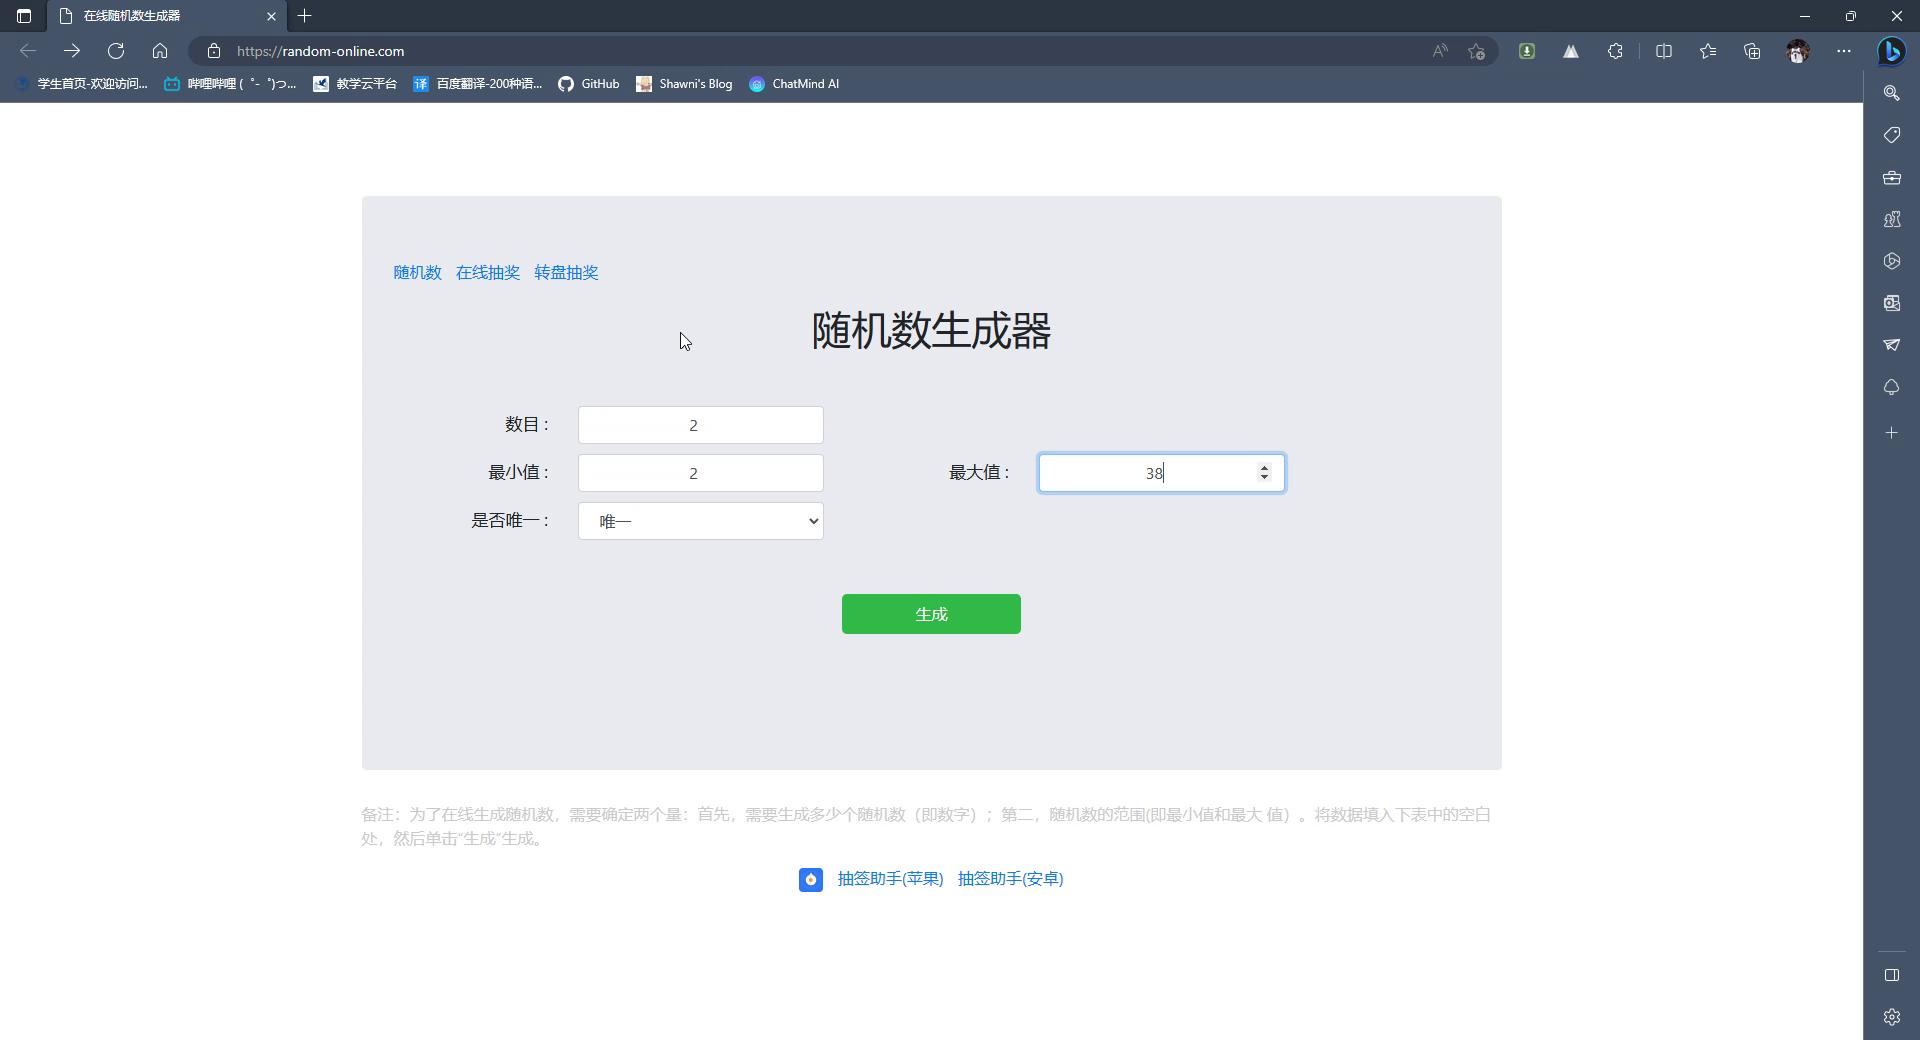 在线随机数生成器
https://random-online.com
学生首页-欢迎访问...
哔哩哔哩 ( ゜- ゜)つ...
教学云平台
译 百度翻译-200种语...
GitHub
Shawni's Blog
ChatMind AI
随机数 在线抽奖 转盘抽奖
随机数生成器
数目：
2
最小值：
2
最大值：
38
是否唯一：
唯一
生成
备注：为了在线生成随机数，需要确定两个量：首先，需要生成多少个随机数（即数字）；第二，随机数的范围(即最小值和最大 值）。将数据填入下表中的空白
处，然后单击“生成”生成。
抽签助手(苹果) 抽签助手(安卓)